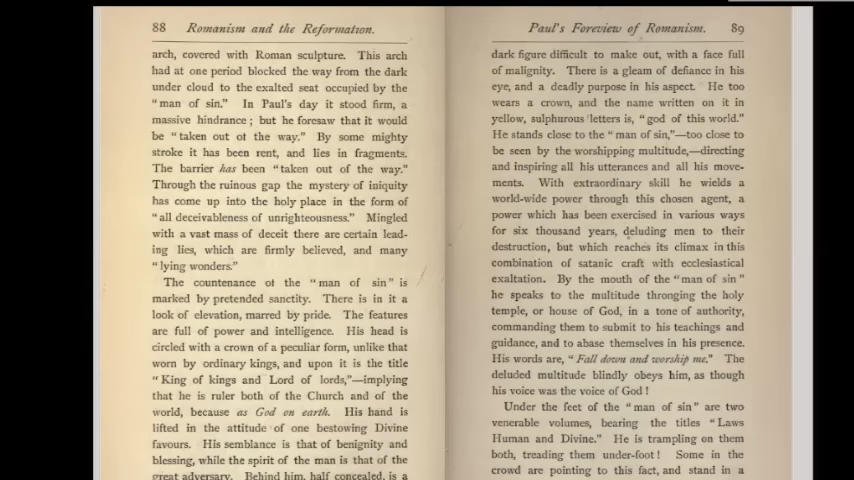 88 Romanism and the Reformation.
arch, covered with Roman sculpture. This arch
had at one period blocked the way from the dark
under cloud to the exalted seat occupied by the
"man of sin." In Paul's day it stood firm, a
massive hindrance ; but he foresaw that it would
be "taken out of the way." By some mighty
stroke it has been rent, and lies in fragments.
The barrier has been "taken out of the way."
Through the ruinous gap the mystery of iniquity
has come up into the holy place in the form of
"all deceivableness of unrighteousness." Mingled
with a vast mass of deceit there are certain lead-
ing lies, which are firmly believed, and many
"lying wonders."
The countenance of the "man of sin" is
marked by pretended sanctity. There is in it a
look of elevation, marred by pride. The features
are full of power and intelligence. His head is
circled with a crown of a peculiar form, unlike that
worn by ordinary kings, and upon it is the title
"King of kings and Lord of lords,"—implying
that he is ruler both of the Church and of the
world, because as God on earth. His hand is
lifted in the attitude of one bestowing Divine
favours. His semblance is that of benignity and
blessing, while the spirit of the man is that of the
great adversary. Behind him, half concealed, is a
Paul's Foreview of Romanism. 89
dark figure difficult to make out, with a face full
of malignity. There is a gleam of defiance in his
eye, and a deadly purpose in his aspect. He too
wears a crown, and the name written on it in
yellow, sulphurous letters is, "god of this world."
He stands close to the "man of sin,"—too close to
be seen by the worshipping multitude,—directing
and inspiring all his utterances and all his move-
ments. With extraordinary skill he wields a
world-wide power through this chosen agent, a
power which has been exercised in various ways
for six thousand years, deluding men to their
destruction, but which reaches its climax in this
combination of satanic craft with ecclesiastical
exaltation. By the mouth of the "man of sin"
he speaks to the multitude thronging the holy
temple, or house of God, in a tone of authority,
commanding them to submit to his teachings and
guidance, and to abase themselves in his presence.
His words are, "Fall down and worship me." The
deluded multitude blindly obeys him, as though
his voice was the voice of God !
Under the feet of the "man of sin" are two
venerable volumes, bearing the titles "Laws
Human and Divine." He is trampling on them
both, treading them under-foot ! Some in the
crowd are pointing to this fact, and stand in a